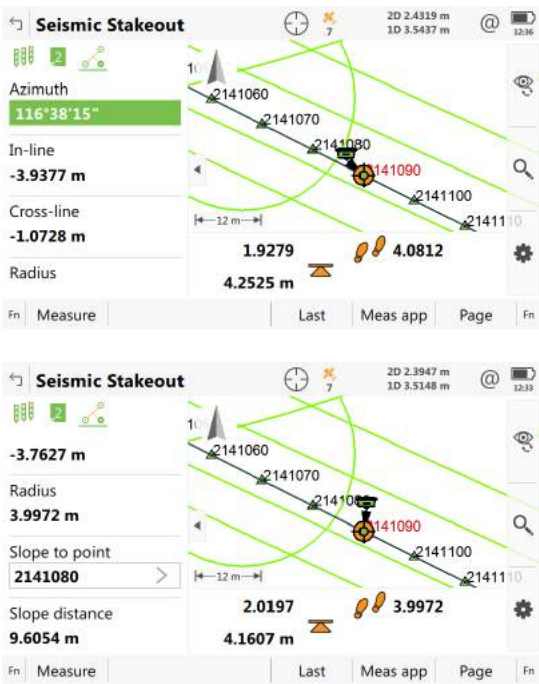 Seismic Stakeout
7
2D 2.4319 m
1D 3.5437 m
@
12:36
2
Azimuth
116°38'15"
In-line
-3.9377 m
Cross-line
-1.0728 m
Radius
2141060
2141070
2141080
2141090
2141100
2141110
12 m
1.9279
4.0812
4.2525 m
Fn Measure Last Meas app Page Fn
Seismic Stakeout
7
2D 2.3947 m
1D 3.5148 m
@
12:33
2
-3.7627 m
Radius
3.9972 m
Slope to point
2141080
Slope distance
9.6054 m
2141060
2141070
2141090
2141100
2141110
12 m
2.0197
3.9972
4.1607 m
Fn Measure Last Meas app Page Fn